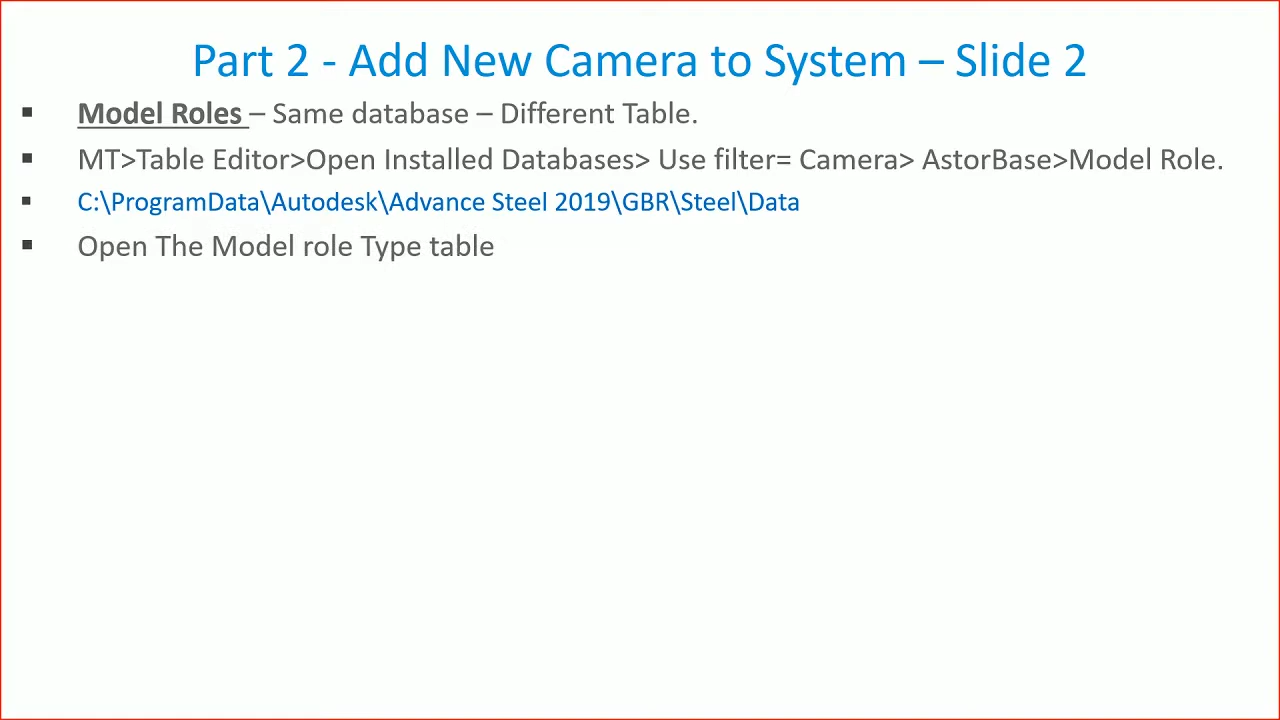 Part 2 - Add New Camera to System – Slide 2
▪ Model Roles – Same database – Different Table.
▪ MT>Table Editor>Open Installed Databases> Use filter= Camera> AstorBase>Model Role.
▪ C:\ProgramData\Autodesk\Advance Steel 2019\GBR\Steel\Data
▪ Open The Model role Type table